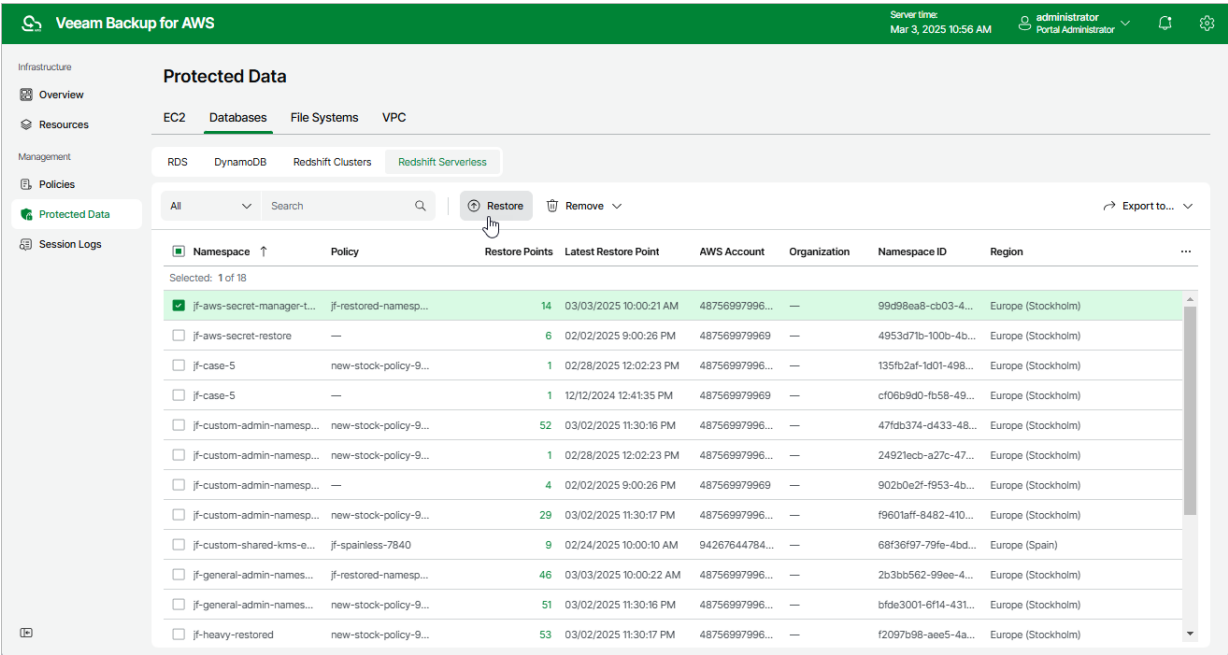 Veeam Backup for AWS
Server time:
Mar 3, 2025 10:56 AM
administrator
Portal Administrator
Infrastructure
Overview
Resources
Management
Policies
Protected Data
Session Logs
Protected Data
EC2 Databases File Systems VPC
RDS DynamoDB Redshift Clusters Redshift Serverless
All Search Restore Remove Export to...
Namespace Policy Restore Points Latest Restore Point AWS Account Organization Namespace ID Region ...
Selected: 1 of 18
jf-aws-secret-manager-t... jf-restored-namesp... 14 03/03/2025 10:00:21 AM 48756997996... — 99d98ea8-cb03-4... Europe (Stockholm)
jf-aws-secret-restore — 6 02/02/2025 9:00:26 PM 487569979969 — 4953d71b-100b-4b... Europe (Stockholm)
jf-case-5 new-stock-policy-9... 1 02/28/2025 12:02:23 PM 48756997996... — 135fb2af-1d01-498... Europe (Stockholm)
jf-case-5 — 1 12/12/2024 12:41:35 PM 487569979969 — cf06b9d0-fb58-49... Europe (Stockholm)
jf-custom-admin-namesp... new-stock-policy-9... 52 03/02/2025 11:30:16 PM 48756997996... — 47fdb374-d433-48... Europe (Stockholm)
jf-custom-admin-namesp... new-stock-policy-9... 1 02/28/2025 12:02:23 PM 48756997996... — 24921ecb-a27c-47... Europe (Stockholm)
jf-custom-admin-namesp... — 4 02/02/2025 9:00:26 PM 487569979969 — 902b0e2f-f953-4b... Europe (Stockholm)
jf-custom-admin-namesp... new-stock-policy-9... 29 03/02/2025 11:30:17 PM 48756997996... — f9601aff-8482-410... Europe (Stockholm)
jf-custom-shared-kms-e... jf-spainless-7840 9 02/24/2025 10:00:10 AM 94267644784... — 68f36f97-79fe-4bd... Europe (Spain)
jf-general-admin-names... jf-restored-namesp... 46 03/03/2025 10:00:22 AM 48756997996... — 2b3bb562-99ee-4... Europe (Stockholm)
jf-general-admin-names... new-stock-policy-9... 51 03/02/2025 11:30:16 PM 48756997996... — bfde3001-6f14-431... Europe (Stockholm)
jf-heavy-restored new-stock-policy-9... 53 03/02/2025 11:30:17 PM 48756997996... — f2097b98-aee5-4a... Europe (Stockholm)